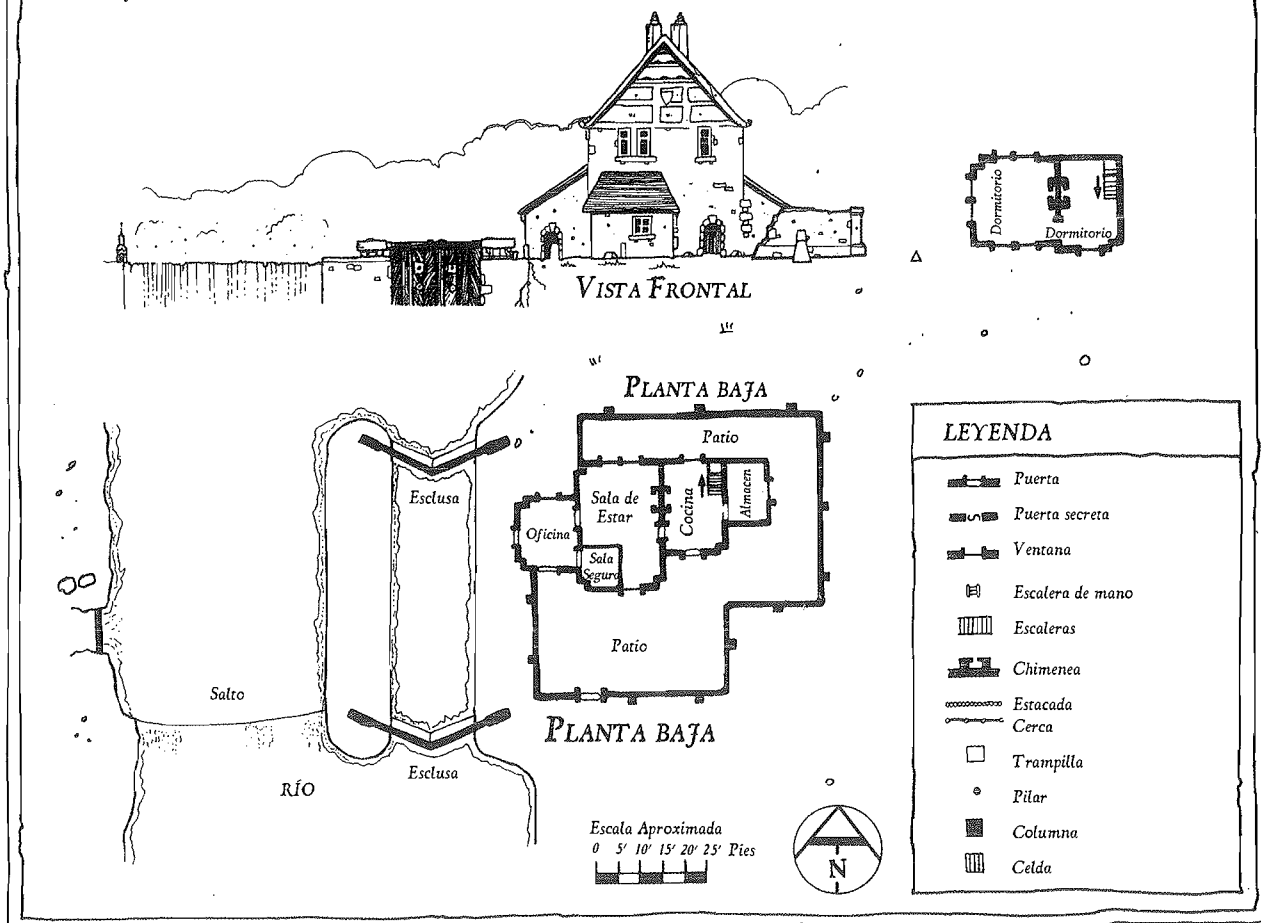 VISTA FRONTAL
Dormitorio
Dormitorio
PLANTA BAJA
Patio
Esclusa
Sala de
Estar
Cocina
Almacen
Oficina
Sala
Segura
Patio
Salto
PLANTA BAJA
Esclusa
RÍO
Escala Aproximada
0 5' 10' 15' 20' 25' Pies
N
LEYENDA
Puerta
Puerta secreta
Ventana
Escalera de mano
Escaleras
Chimenea
Estacada
Cerca
Trampilla
Pilar
Columna
Celda